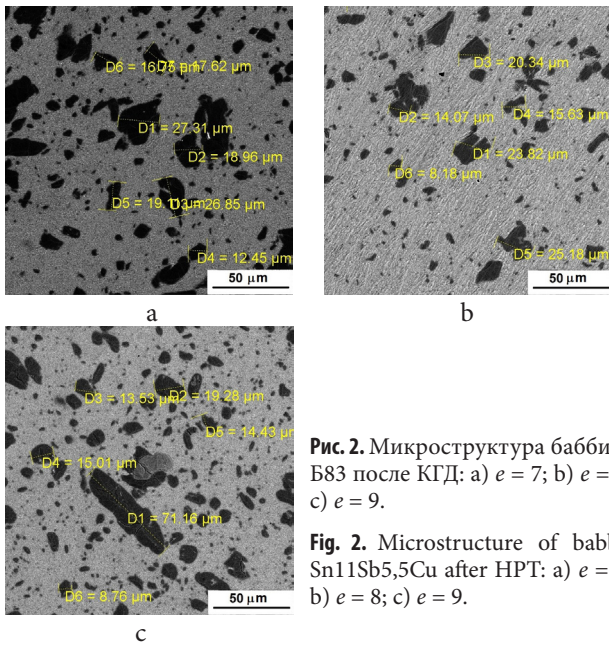 D6 = 16.75 µm
= 17.62 µm
D1 = 27.31 µm
D2 = 18.96 µm
D5 = 19.1 µm
D3 = 26.85 µm
D4 = 12.45 µm
50 µm
a
D3 = 20.34 µm
D2 = 14.07 µm
D4 = 15.63 µm
D1 = 23.82 µm
D6 = 8.18 µm
D5 = 25.18 µm
50 µm
b
D3 = 13.53 µm
D2 = 19.28 µm
D5 = 14.43 µm
D4 = 15.01 µm
D1 = 71.16 µm
D6 = 8.76 µm
50 µm
c
Рис. 2. Микроструктура бабби
Б83 после КГД: a) e = 7; b) e =
c) e = 9.
Fig. 2. Microstructure of babb
Sn11Sb5,5Cu after HPT: a) e =
b) e = 8; c) e = 9.